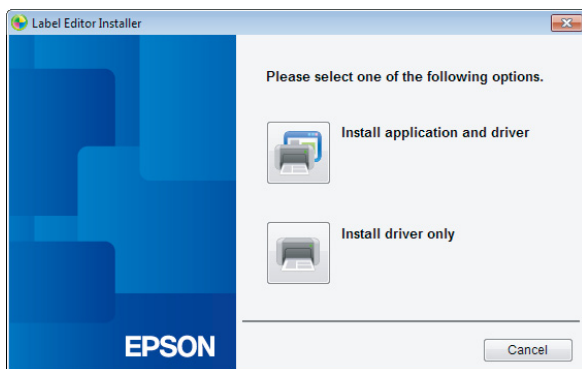 Label Editor Installer
Please select one of the following options.
Install application and driver
Install driver only
EPSON
Cancel